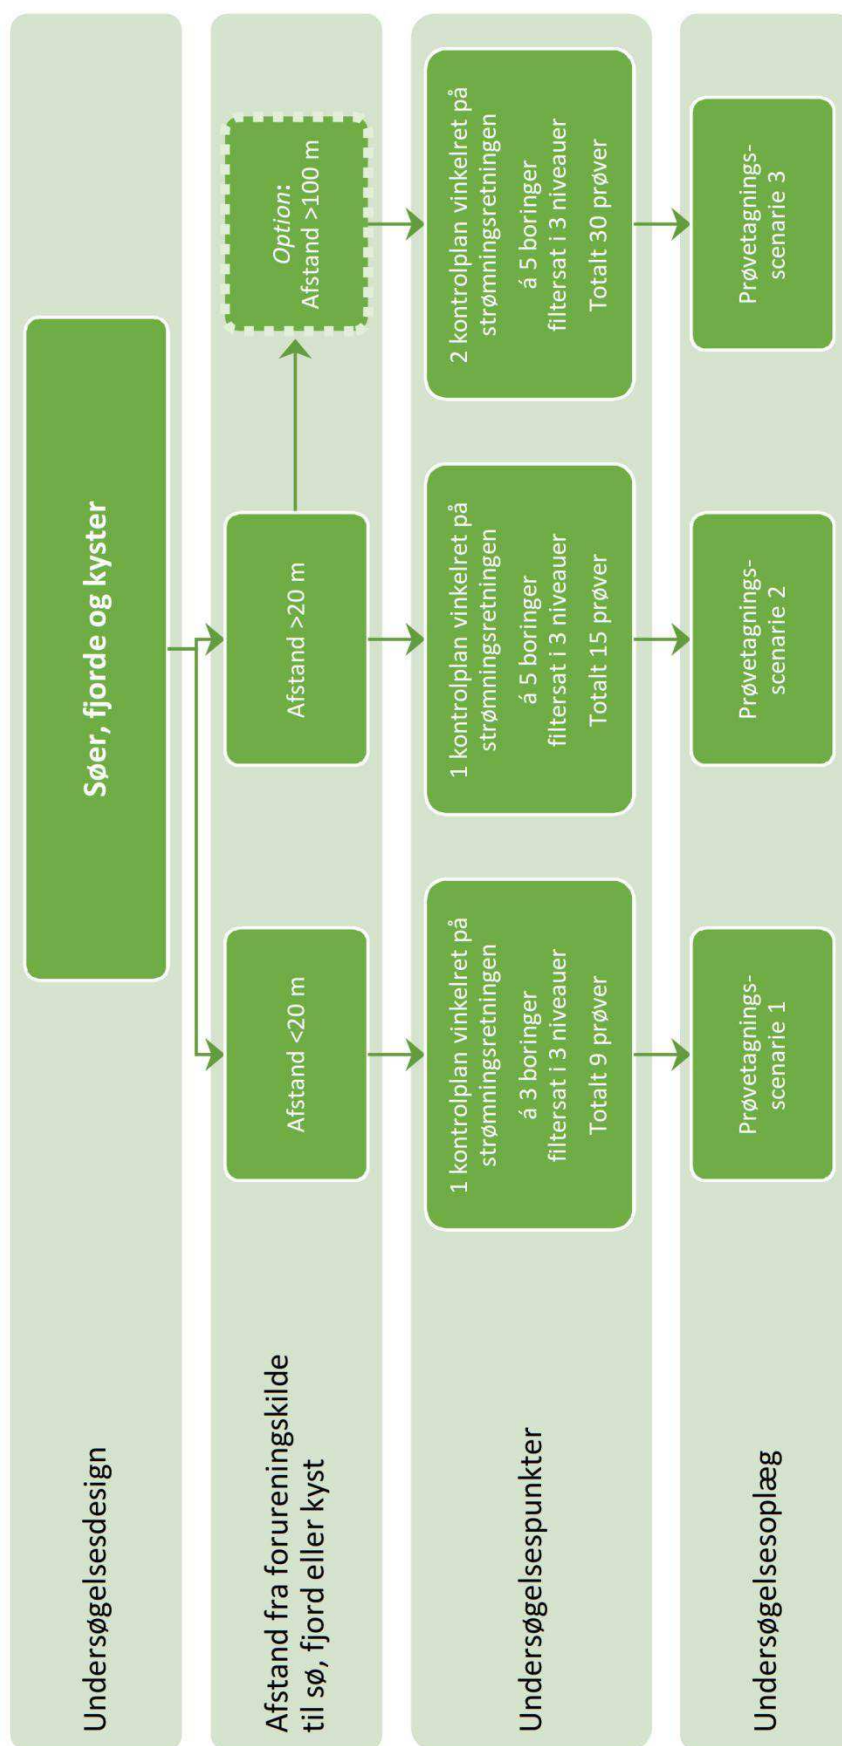 Undersøgelsesdesign
Søer, fjorde og kyster
Afstand fra forureningskilde
til sø, fjord eller kyst
Afstand <20 m
Afstand >20 m
Option:
Afstand >100 m
Undersøgelsespunkter
1 kontrolplan vinkelret på
strømningsretningen
á 3 boringer
filtersat i 3 niveauer
Totalt 9 prøver
1 kontrolplan vinkelret på
strømningsretningen
á 5 boringer
filtersat i 3 niveauer
Totalt 15 prøver
2 kontrolplan vinkelret på
strømningsretningen
á 5 boringer
filtersat i 3 niveauer
Totalt 30 prøver
Undersøgelsesoplæg
Prøvetagnings-
scenarie 1
Prøvetagnings-
scenarie 2
Prøvetagnings-
scenarie 3